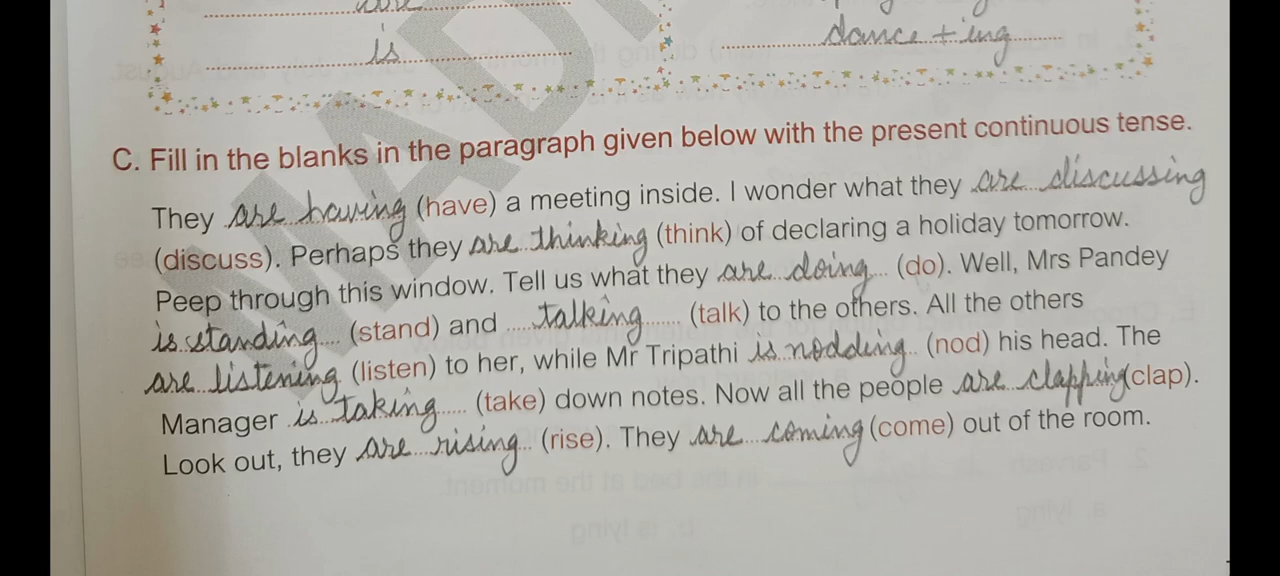 is
dance + ing
C. Fill in the blanks in the paragraph given below with the present continuous tense.
They are having (have) a meeting inside. I wonder what they are discussing
(discuss). Perhaps they are thinking (think) of declaring a holiday tomorrow.
Peep through this window. Tell us what they are doing (do). Well, Mrs Pandey
is standing (stand) and talking (talk) to the others. All the others
are listening (listen) to her, while Mr Tripathi is nodding (nod) his head. The
Manager is taking (take) down notes. Now all the people are clapping (clap).
Look out, they are rising (rise). They are coming (come) out of the room.